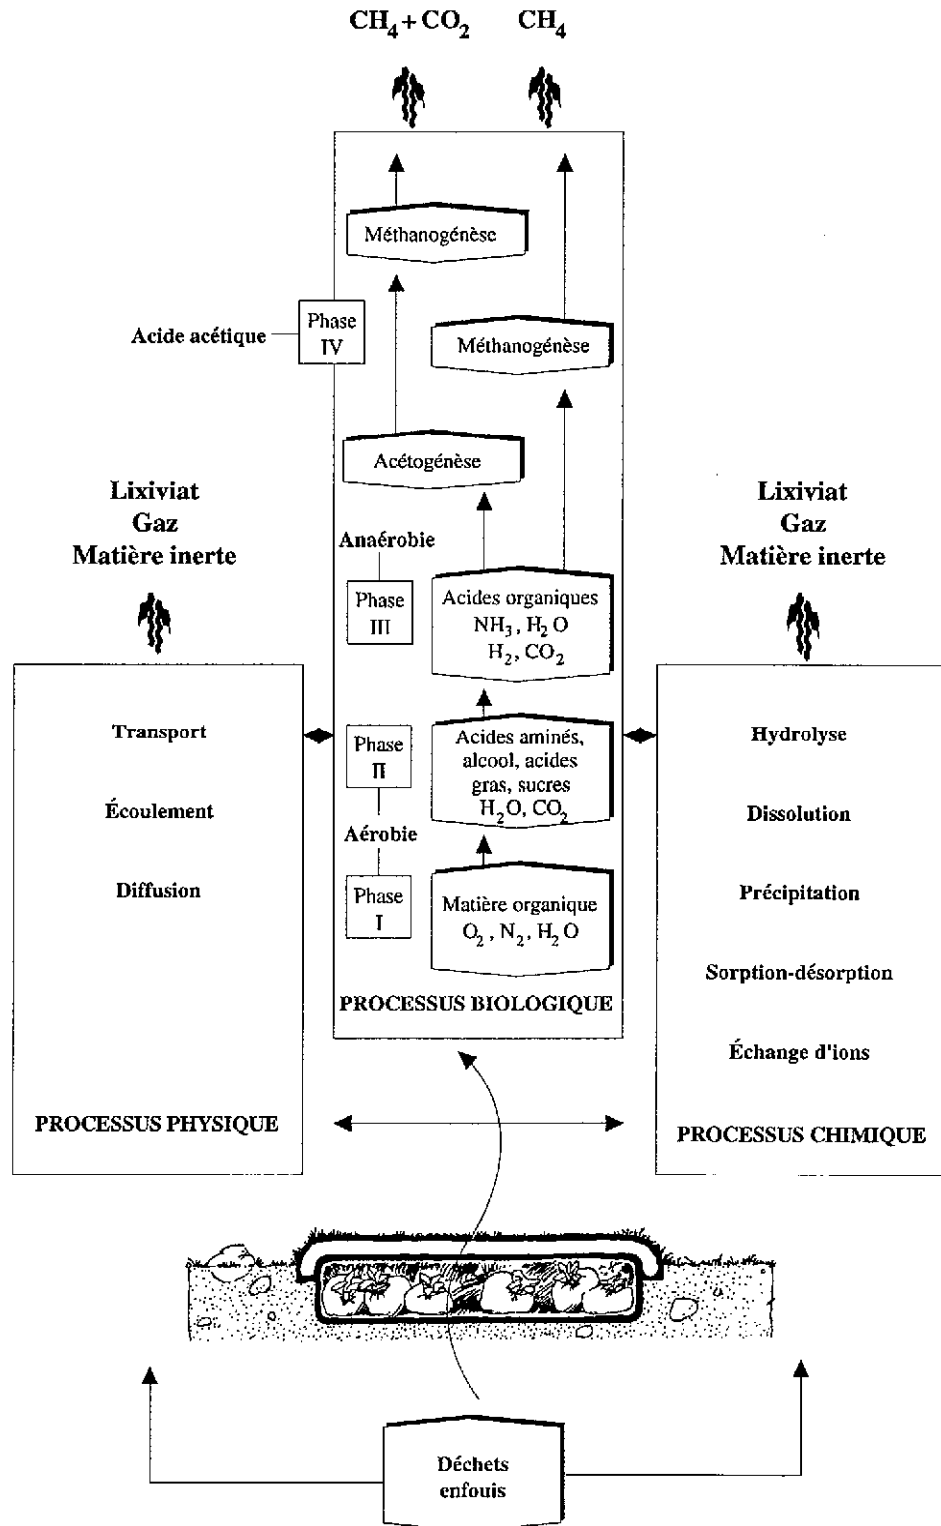 CH₄ + CO₂
CH₄
Méthanogénèse
Acide acétique
Phase
IV
Méthanogénèse
Acétogénèse
Lixiviat
Gaz
Matière inerte
Anaérobie
Phase
III
Acides organiques
NH₃, H₂O
H₂, CO₂
Lixiviat
Gaz
Matière inerte
Transport
Écoulement
Diffusion
PROCESSUS PHYSIQUE
Phase
II
Acides aminés,
alcool, acides
gras, sucres
H₂O, CO₂
Aérobie
Phase
I
Matière organique
O₂, N₂, H₂O
PROCESSUS BIOLOGIQUE
Hydrolyse
Dissolution
Précipitation
Sorption-désorption
Échange d'ions
PROCESSUS CHIMIQUE
Déchets
enfouis